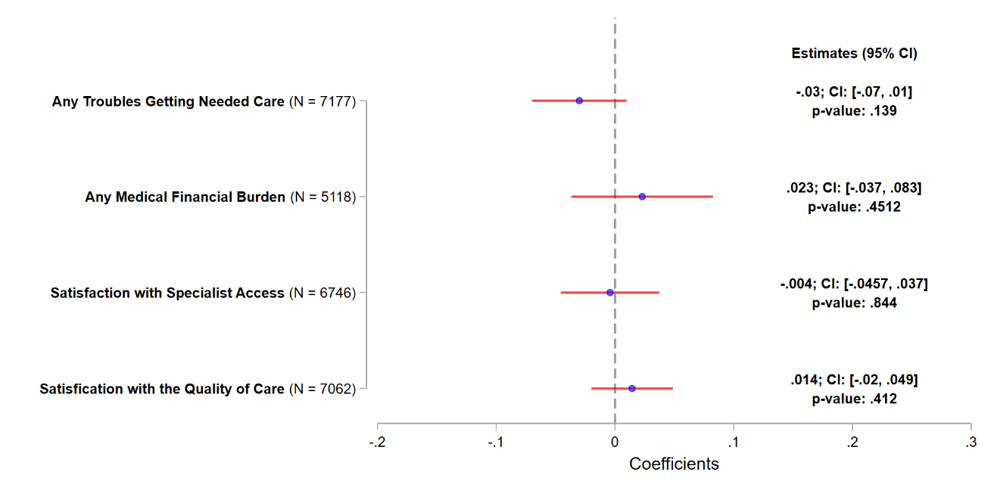 Estimates (95% CI)
Any Troubles Getting Needed Care (N = 7177)
-.03; CI: [-.07, .01]
p-value: .139
Any Medical Financial Burden (N = 5118)
.023; CI: [-.037, .083]
p-value: .4512
Satisfaction with Specialist Access (N = 6746)
-.004; CI: [-.0457, .037]
p-value: .844
Satisfication with the Quality of Care (N = 7062)
.014; CI: [-.02, .049]
p-value: .412
-.2 -.1 0 .1 .2 .3
Coefficients